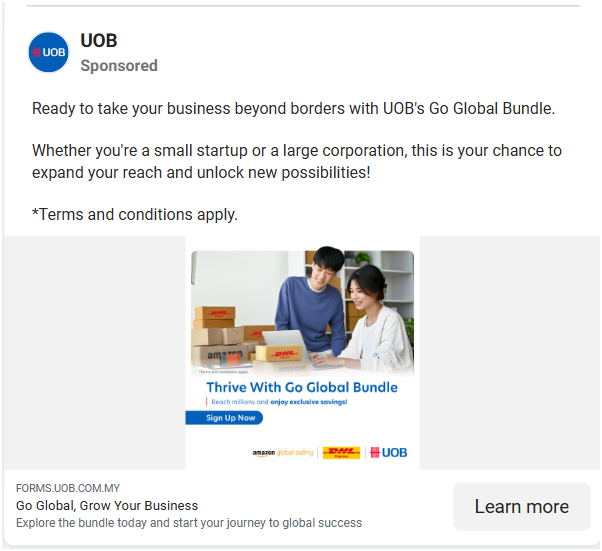 UOB
UOB
Sponsored
Ready to take your business beyond borders with UOB's Go Global Bundle.
Whether you're a small startup or a large corporation, this is your chance to
expand your reach and unlock new possibilities!
*Terms and conditions apply.
DHL
amazon
DHL
*Terms and conditions apply.
Thrive With Go Global Bundle
Reach millions and enjoy exclusive savings!
Sign Up Now
amazon global selling
DHL
Express
UOB
FORMS.UOB.COM.MY
Go Global, Grow Your Business
Explore the bundle today and start your journey to global success
Learn more